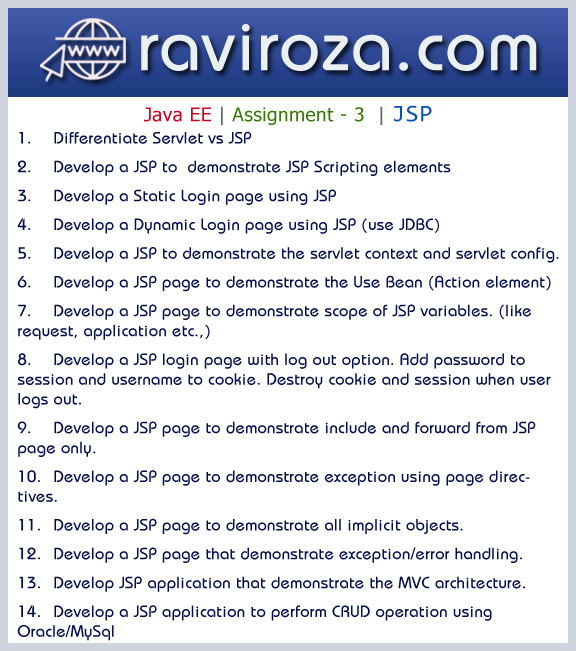 www raviroza.com
Java EE | Assignment - 3 | JSP
1. Differentiate Servlet vs JSP
2. Develop a JSP to demonstrate JSP Scripting elements
3. Develop a Static Login page using JSP
4. Develop a Dynamic Login page using JSP (use JDBC)
5. Develop a JSP to demonstrate the servlet context and servlet config.
6. Develop a JSP page to demonstrate the Use Bean (Action element)
7. Develop a JSP page to demonstrate scope of JSP variables. (like
request, application etc.,)
8. Develop a JSP login page with log out option. Add password to
session and username to cookie. Destroy cookie and session when user
logs out.
9. Develop a JSP page to demonstrate include and forward from JSP
page only.
10. Develop a JSP page to demonstrate exception using page direc-
tives.
11. Develop a JSP page to demonstrate all implicit objects.
12. Develop a JSP page that demonstrate exception/error handling.
13. Develop JSP application that demonstrate the MVC architecture.
14. Develop a JSP application to perform CRUD operation using
Oracle/MySql